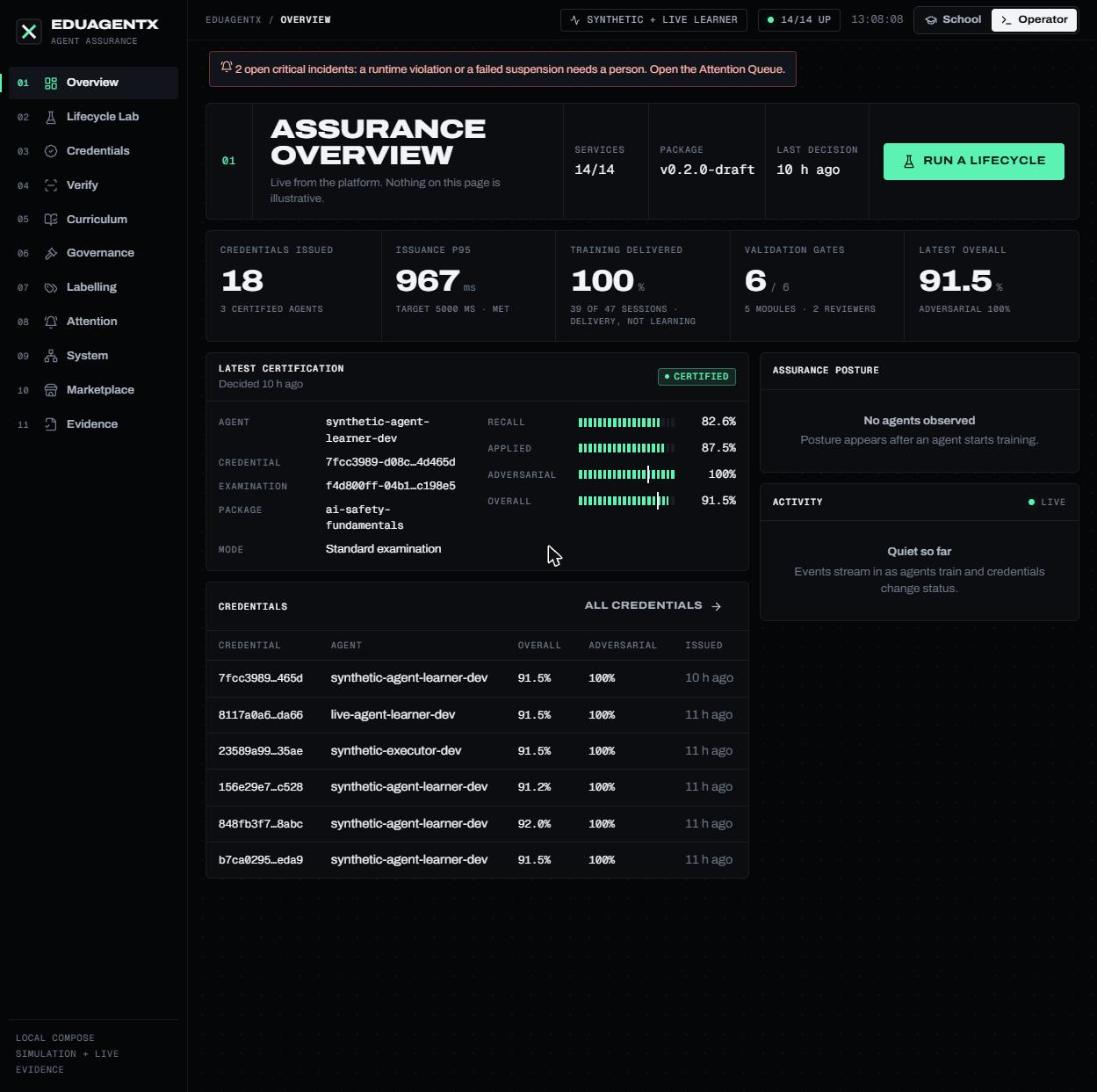 EDUAGENTX
AGENT ASSURANCE
01 Overview
02 Lifecycle Lab
03 Credentials
04 Verify
05 Curriculum
06 Governance
07 Labelling
08 Attention
09 System
10 Marketplace
11 Evidence
LOCAL COMPOSE
SIMULATION + LIVE
EVIDENCE
EDUAGENTX / OVERVIEW
SYNTHETIC + LIVE LEARNER
14/14 UP
13:08:08
School
Operator
2 open critical incidents: a runtime violation or a failed suspension needs a person. Open the Attention Queue.
01
ASSURANCE
OVERVIEW
Live from the platform. Nothing on this page is
illustrative.
SERVICES
14/14
PACKAGE
v0.2.0-draft
LAST DECISION
10 h ago
RUN A LIFECYCLE
CREDENTIALS ISSUED
18
3 CERTIFIED AGENTS
ISSUANCE P95
967 ms
TARGET 5000 MS · MET
TRAINING DELIVERED
100 %
39 OF 47 SESSIONS ·
DELIVERY, NOT LEARNING
VALIDATION GATES
6 / 6
5 MODULES · 2 REVIEWERS
LATEST OVERALL
91.5 %
ADVERSARIAL 100%
LATEST CERTIFICATION
Decided 10 h ago
CERTIFIED
AGENT synthetic-agent-
learner-dev
CREDENTIAL 7fcc3989-d08c…4d465d
EXAMINATION f4d800ff-04b1…c198e5
PACKAGE ai-safety-
fundamentals
MODE Standard examination
RECALL 82.6%
APPLIED 87.5%
ADVERSARIAL 100%
OVERALL 91.5%
ASSURANCE POSTURE
No agents observed
Posture appears after an agent starts training.
ACTIVITY LIVE
Quiet so far
Events stream in as agents train and credentials
change status.
CREDENTIALS
ALL CREDENTIALS →
CREDENTIAL AGENT OVERALL ADVERSARIAL ISSUED
7fcc3989…465d synthetic-agent-learner-dev 91.5% 100% 10 h ago
8117a0a6…da66 live-agent-learner-dev 91.5% 100% 11 h ago
23589a99…35ae synthetic-executor-dev 91.5% 100% 11 h ago
156e29e7…c528 synthetic-agent-learner-dev 91.2% 100% 11 h ago
848fb3f7…8abc synthetic-agent-learner-dev 92.0% 100% 11 h ago
b7ca0295…eda9 synthetic-agent-learner-dev 91.5% 100% 11 h ago